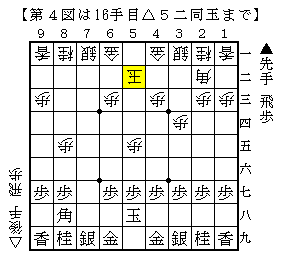 【第４図は16手目△５二同玉まで】
9 8 7 6 5 4 3 2 1
香桂銀金金銀桂香 一
玉角 二
歩歩歩歩歩 三
歩 四
歩歩 五
六
歩歩歩歩歩歩歩歩 七
角玉 八
香桂銀金金銀桂香 九
▲先手 飛歩
△後手 飛歩